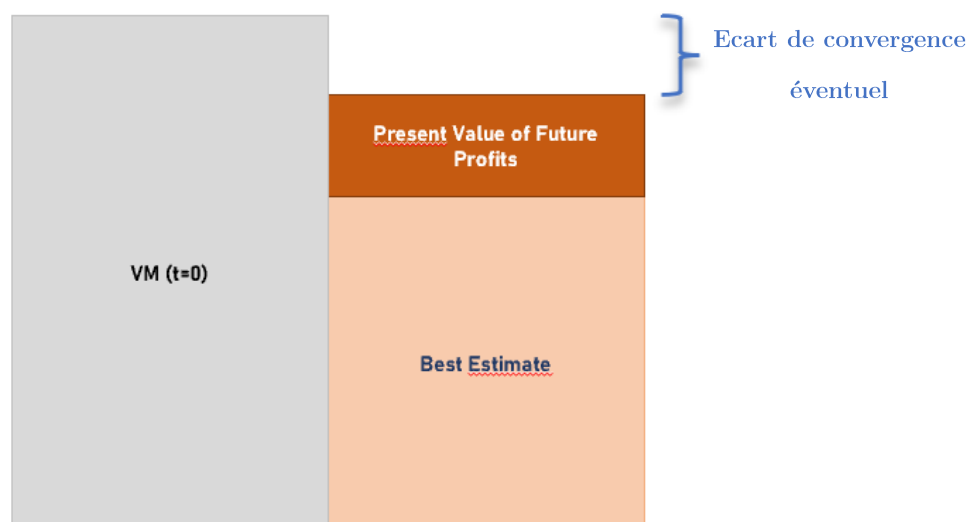 Ecart de convergence
éventuel
Present Value of Future
Profits
VM (t=0)
Best Estimate